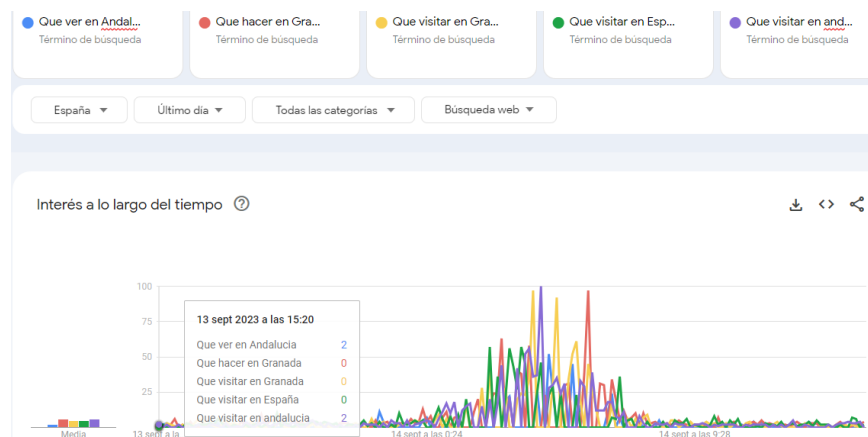 Que ver en Andal...
Término de búsqueda
Que hacer en Gra...
Término de búsqueda
Que visitar en Gra...
Término de búsqueda
Que visitar en Esp...
Término de búsqueda
Que visitar en and...
Término de búsqueda
España
Último día
Todas las categorías
Búsqueda web
Interés a lo largo del tiempo
100
75
50
25
13 sept 2023 a las 15:20
Que ver en Andalucia 2
Que hacer en Granada 0
Que visitar en Granada 0
Que visitar en España 0
Que visitar en andalucia 2
Media
13 sept a la
14 sept a las 0:24
14 sept a las 9:28